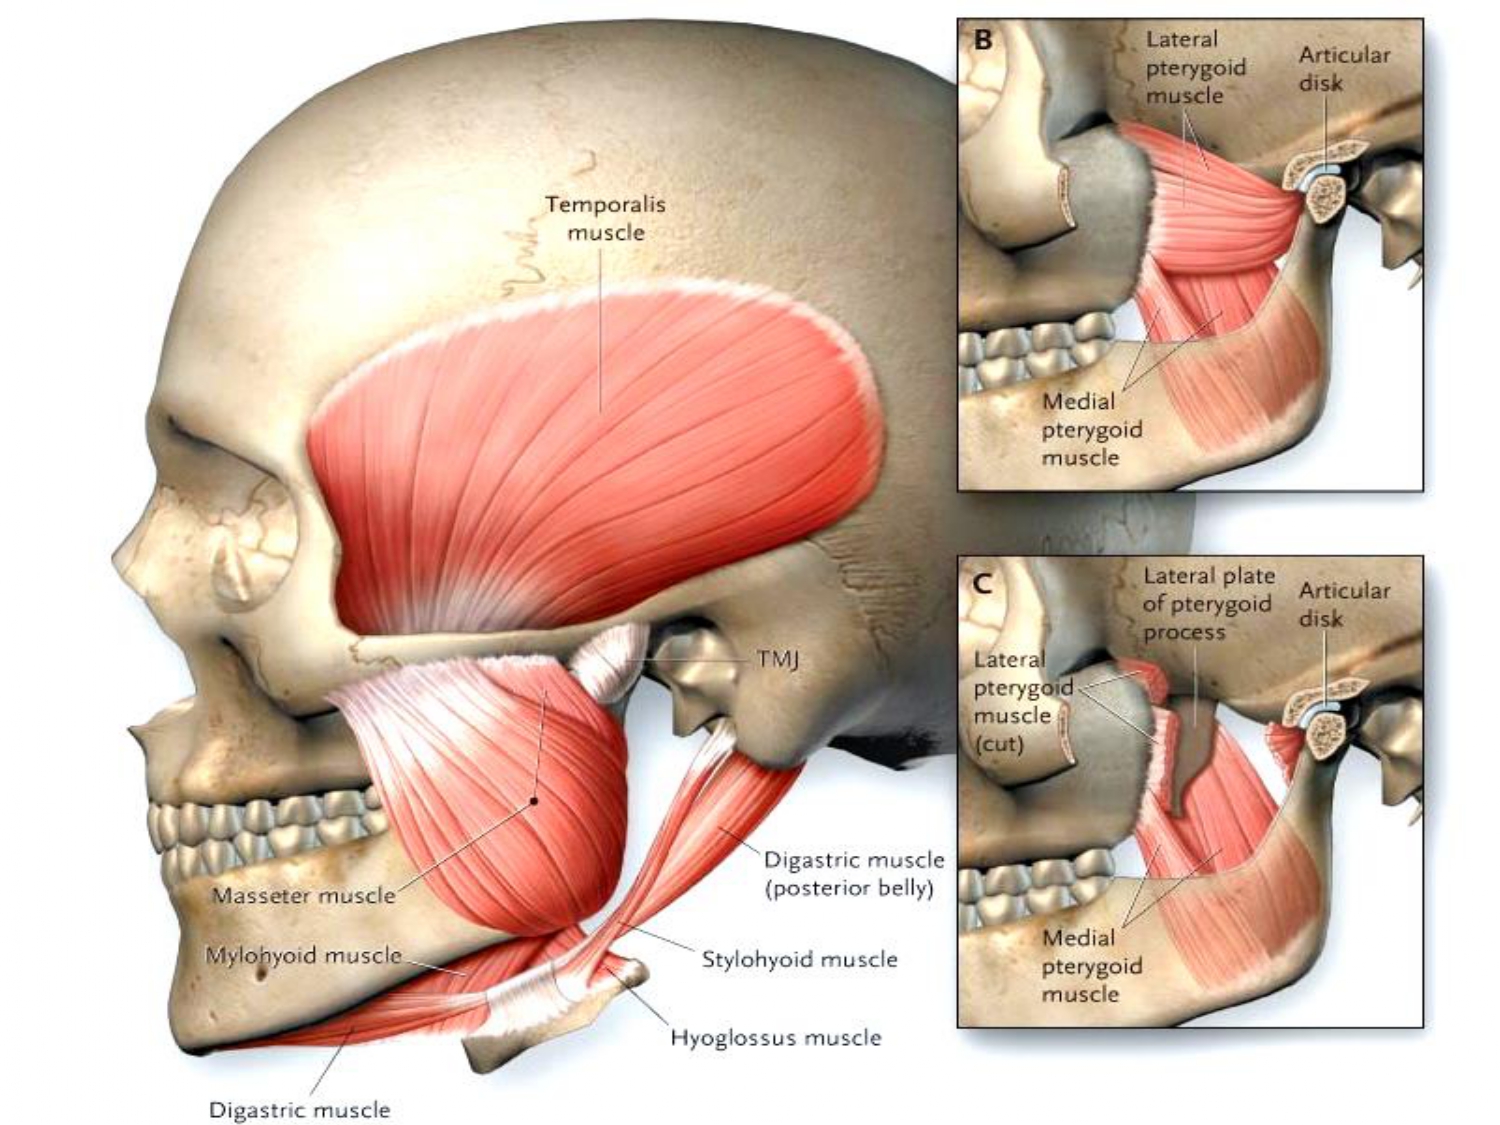 Temporalis
muscle
TMJ
Masseter muscle
Mylohyoid muscle
Digastric muscle
(posterior belly)
Stylohyoid muscle
Hyoglossus muscle
Digastric muscle
B
Lateral
pterygoid
muscle
Articular
disk
Medial
pterygoid
muscle
C
Lateral plate
of pterygoid
process
Articular
disk
Lateral
pterygoid
muscle
(cut)
Medial
pterygoid
muscle